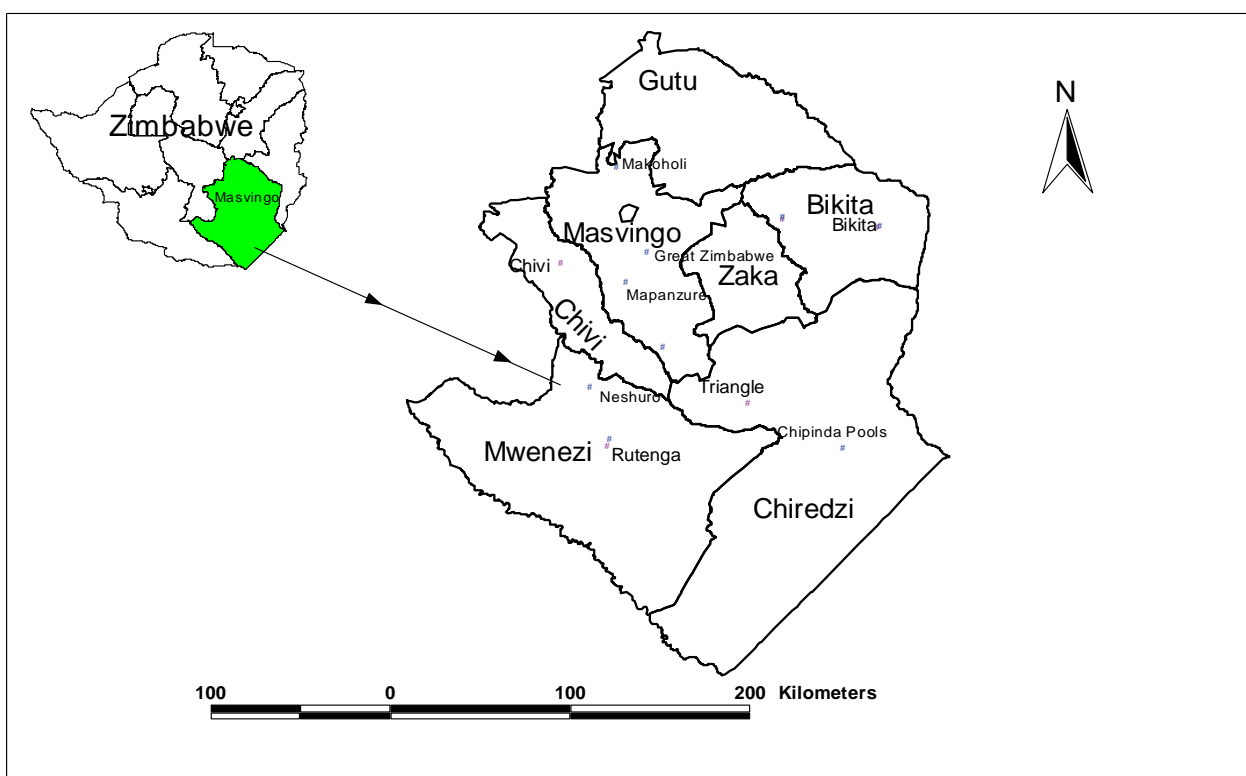 Zimbabwe
Masvingo
N
Gutu
Makoholi
Bikita
Bikita
Masvingo
Great Zimbabwe
Zaka
Chivi
Mapanzure
Chivi
Triangle
Neshuro
Chipinda Pools
Mwenezi
Rutenga
Chiredzi
100 0 100 200 Kilometers